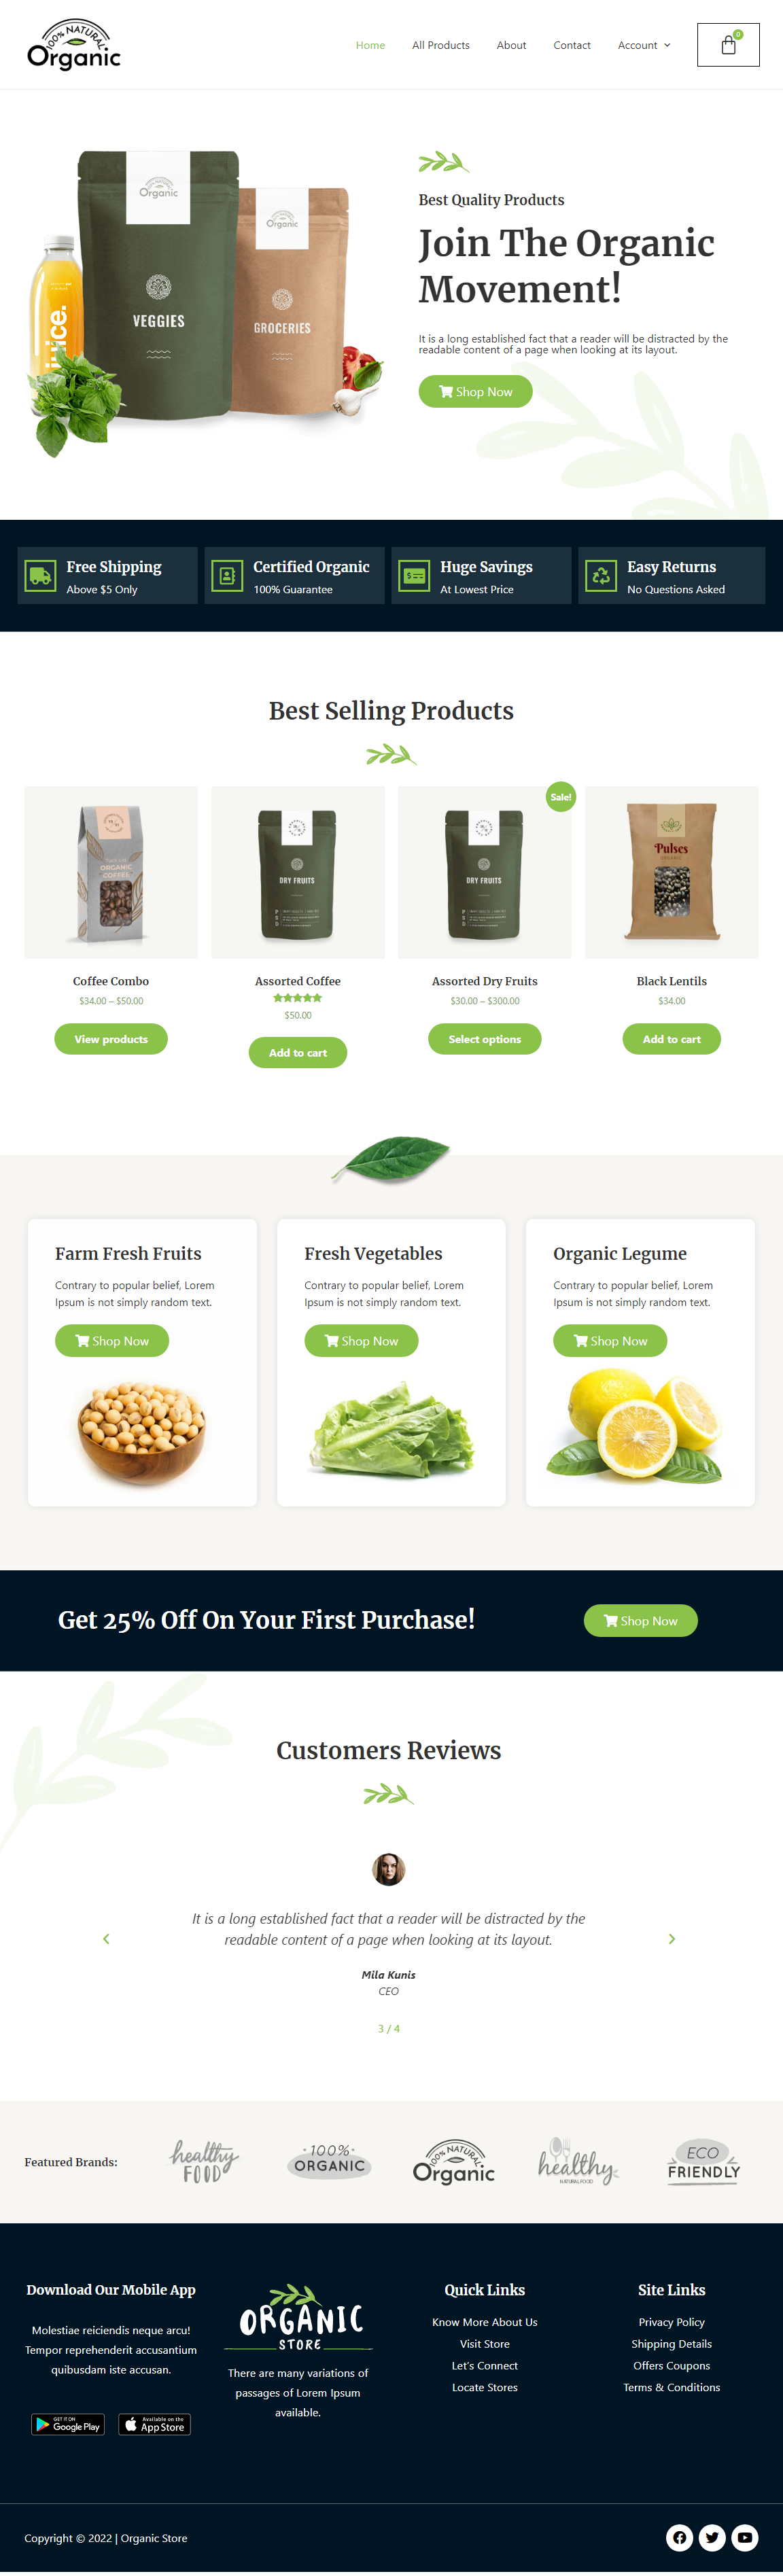 100% NATURAL
Organic
Home
All Products
About
Contact
Account
0
Organic
Organic
juice.
VEGGIES
GROCERIES
Best Quality Products
Join The Organic
Movement!
It is a long established fact that a reader will be distracted by the
readable content of a page when looking at its layout.
Shop Now
Free Shipping
Above $5 Only
Certified Organic
100% Guarantee
Huge Savings
At Lowest Price
Easy Returns
No Questions Asked
Best Selling Products
Sale!
ORGANIC
COFFEE
DRY FRUITS
DRY FRUITS
Pulses
ORGANIC
Coffee Combo
$34.00 – $50.00
View products
Assorted Coffee
$50.00
Add to cart
Assorted Dry Fruits
$30.00 – $300.00
Select options
Black Lentils
$34.00
Add to cart
Farm Fresh Fruits
Contrary to popular belief, Lorem
Ipsum is not simply random text.
Shop Now
Fresh Vegetables
Contrary to popular belief, Lorem
Ipsum is not simply random text.
Shop Now
Organic Legume
Contrary to popular belief, Lorem
Ipsum is not simply random text.
Shop Now
Get 25% Off On Your First Purchase!
Shop Now
Customers Reviews
It is a long established fact that a reader will be distracted by the
readable content of a page when looking at its layout.
Mila Kunis
CEO
3 / 4
Featured Brands:
healthy
FOOD
100%
ORGANIC
100% NATURAL
Organic
healthy
NATURAL FOOD
ECO
FRIENDLY
Download Our Mobile App
Molestiae reiciendis neque arcu!
Tempor reprehenderit accusantium
quibusdam iste accusan.
GET IT ON
Google Play
Available on the
App Store
ORGANIC
STORE
There are many variations of
passages of Lorem Ipsum
available.
Quick Links
Know More About Us
Visit Store
Let’s Connect
Locate Stores
Site Links
Privacy Policy
Shipping Details
Offers Coupons
Terms & Conditions
Copyright © 2022 | Organic Store